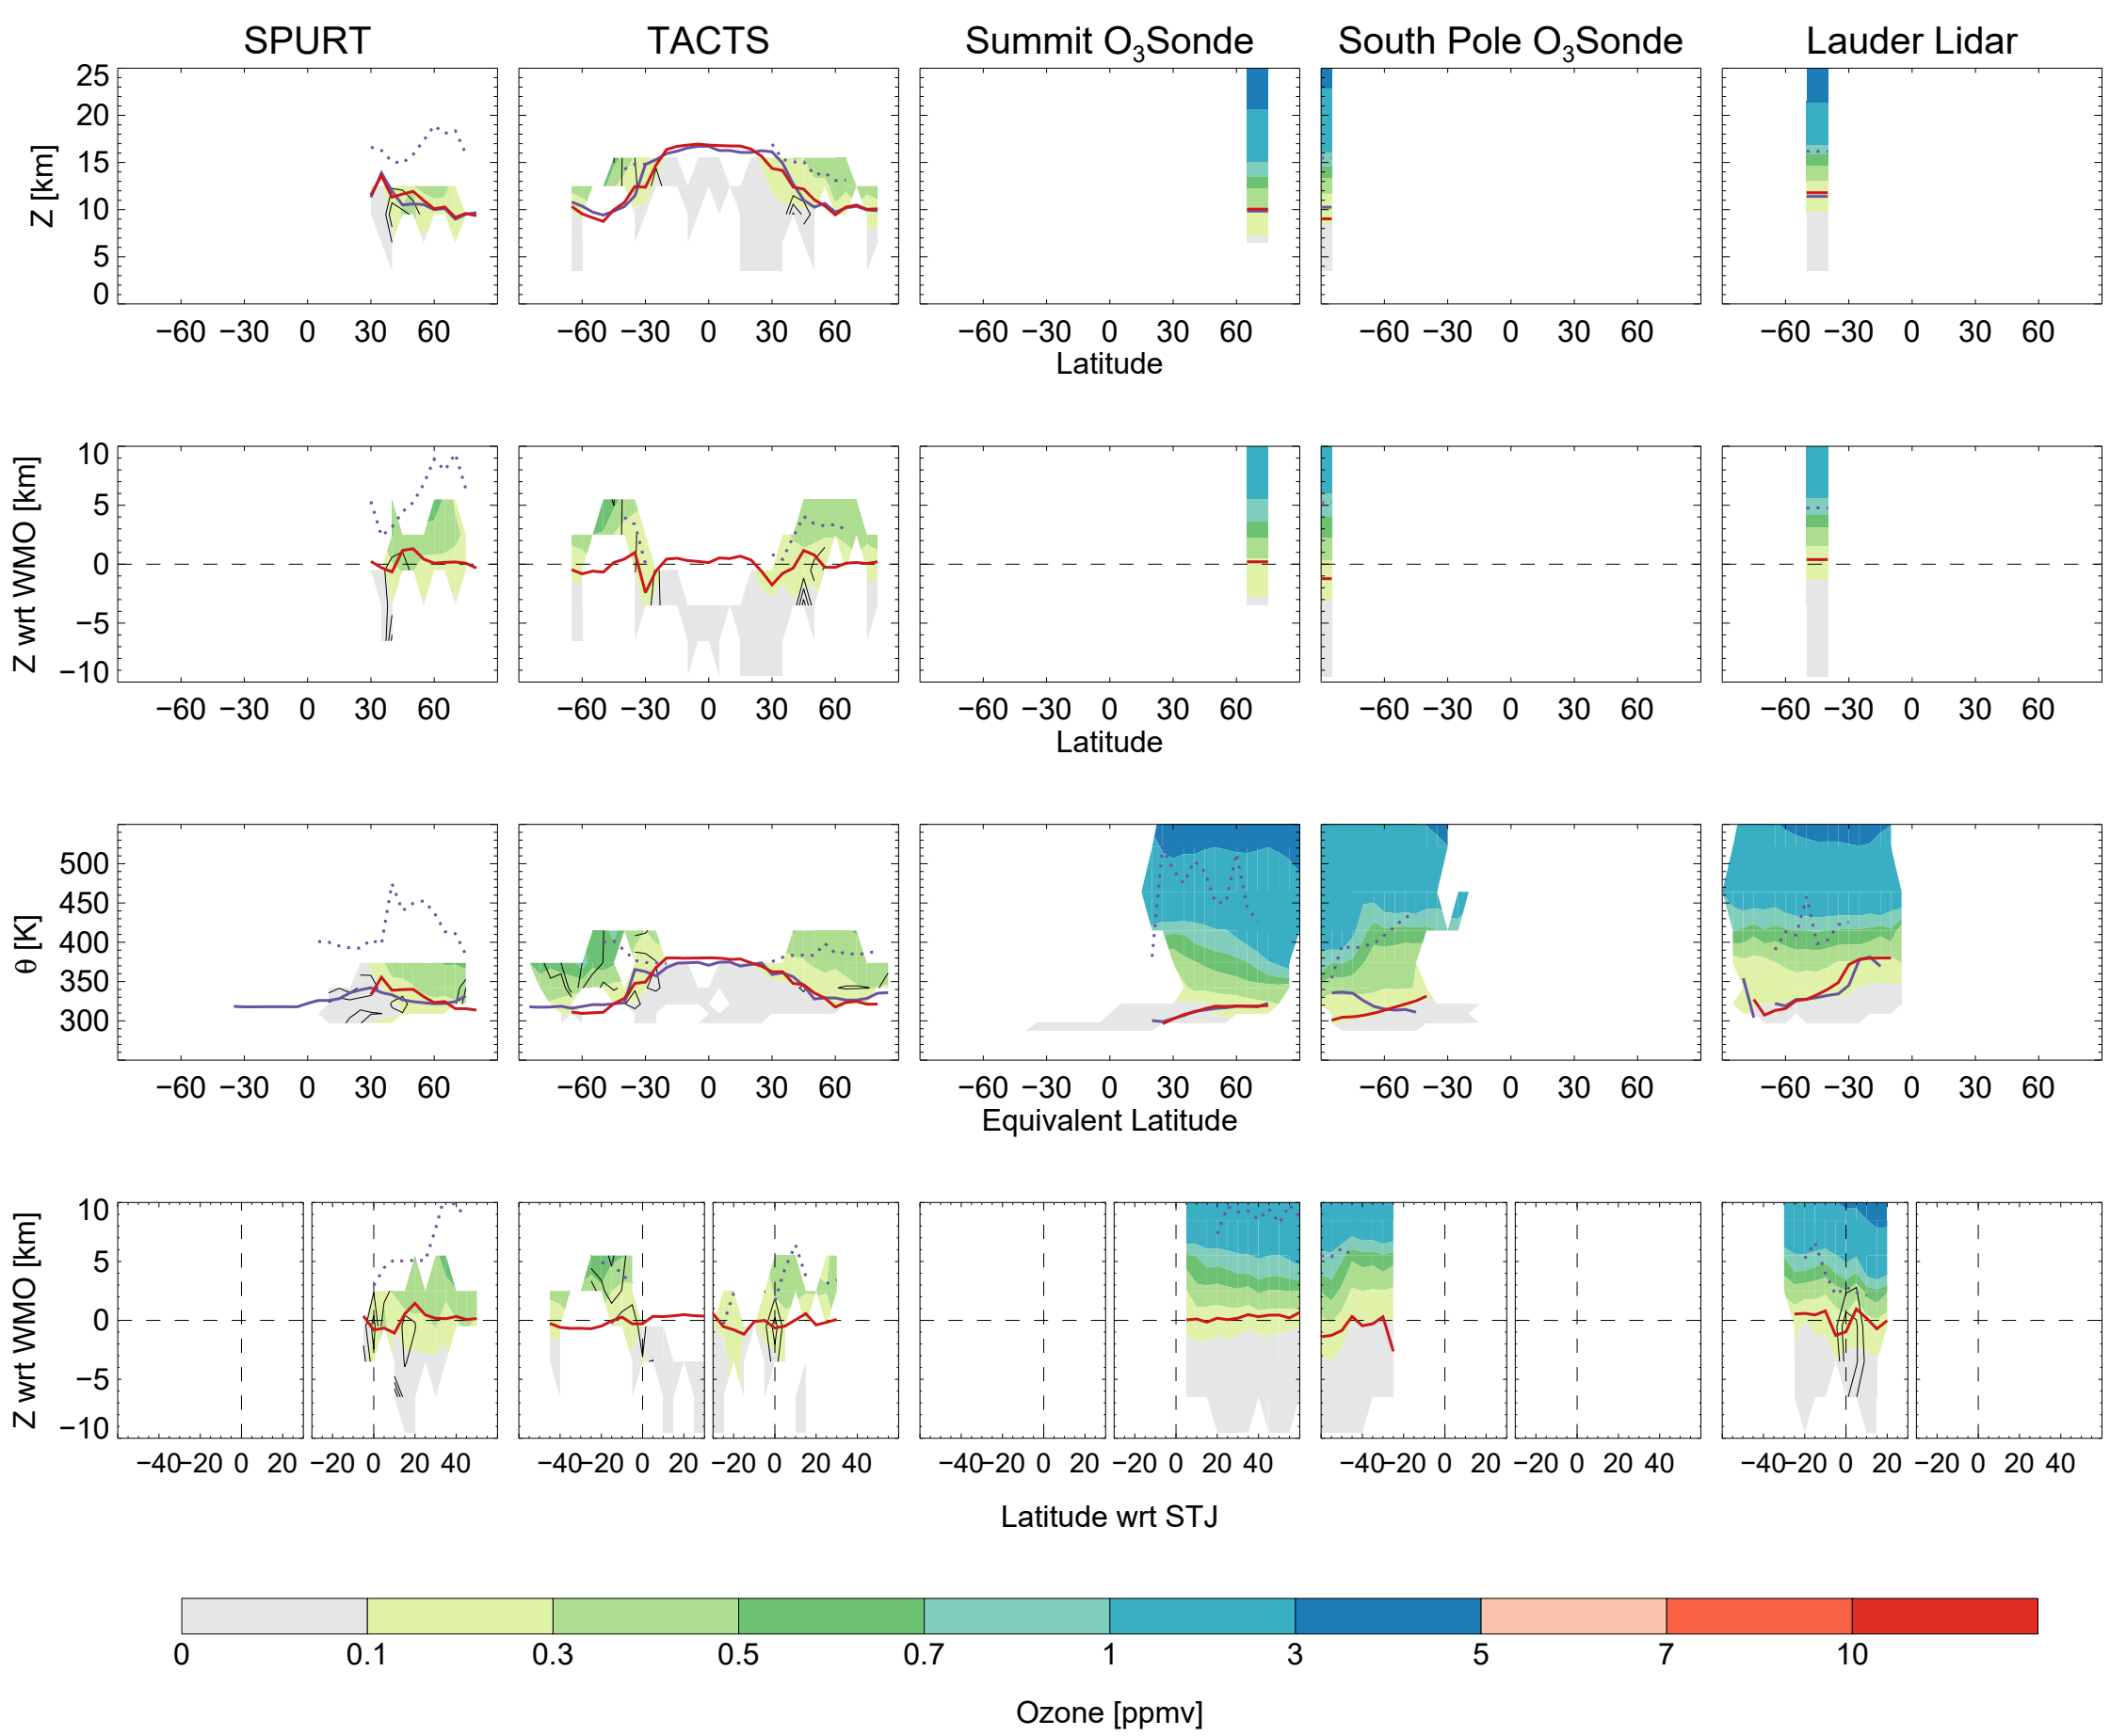 SPURT TACTS Summit O3Sonde South Pole O3Sonde Lauder Lidar
Z [km]
25
20
15
10
5
0
−60 −30 0 30 60 −60 −30 0 30 60 −60 −30 0 30 60 −60 −30 0 30 60 −60 −30 0 30 60
Latitude
Z wrt WMO [km]
10
5
0
−5
−10
−60 −30 0 30 60 −60 −30 0 30 60 −60 −30 0 30 60 −60 −30 0 30 60 −60 −30 0 30 60
Latitude
θ [K]
500
450
400
350
300
−60 −30 0 30 60 −60 −30 0 30 60 −60 −30 0 30 60 −60 −30 0 30 60 −60 −30 0 30 60
Equivalent Latitude
Z wrt WMO [km]
10
5
0
−5
−10
−40 −20 0 20 −20 0 20 40 −40 −20 0 20 −20 0 20 40 −40 −20 0 20 −20 0 20 40 −40 −20 0 20 −20 0 20 40 −40 −20 0 20 −20 0 20 40
Latitude wrt STJ
0 0.1 0.3 0.5 0.7 1 3 5 7 10
Ozone [ppmv]